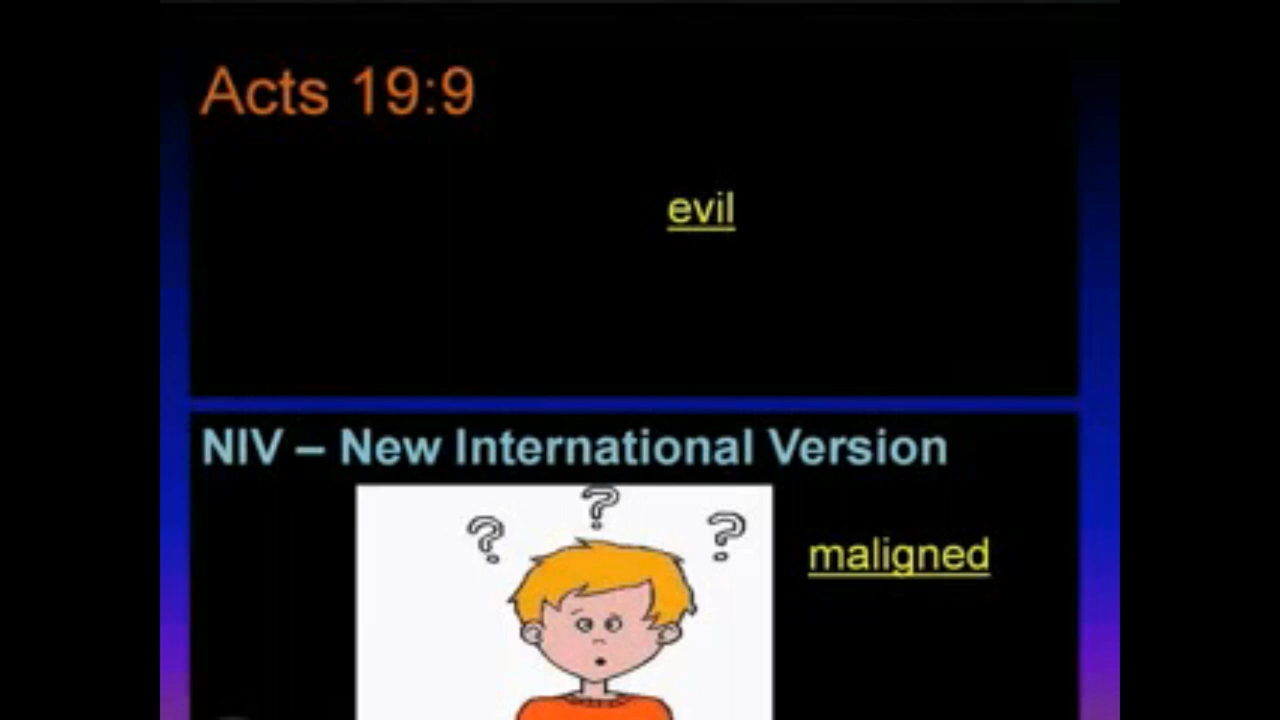 Acts 19:9
evil
NIV – New International Version
? ? ?
maligned